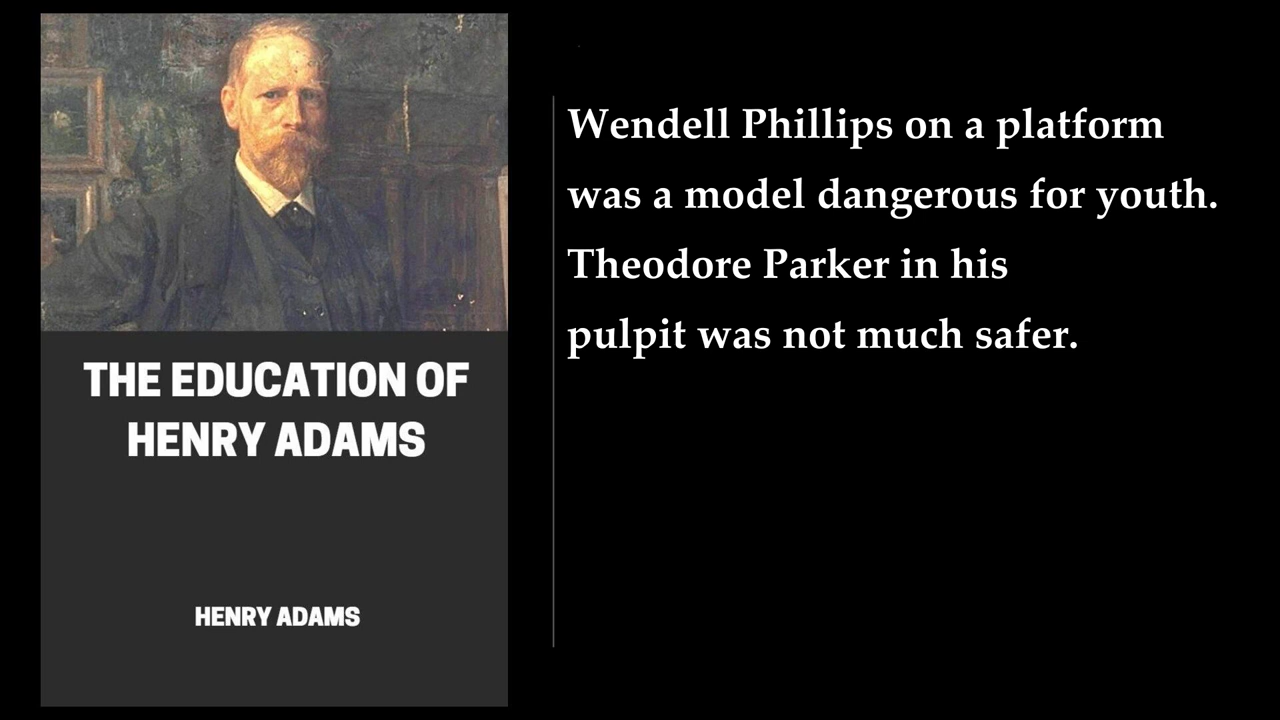 THE EDUCATION OF
HENRY ADAMS
HENRY ADAMS
Wendell Phillips on a platform
was a model dangerous for youth.
Theodore Parker in his
pulpit was not much safer.